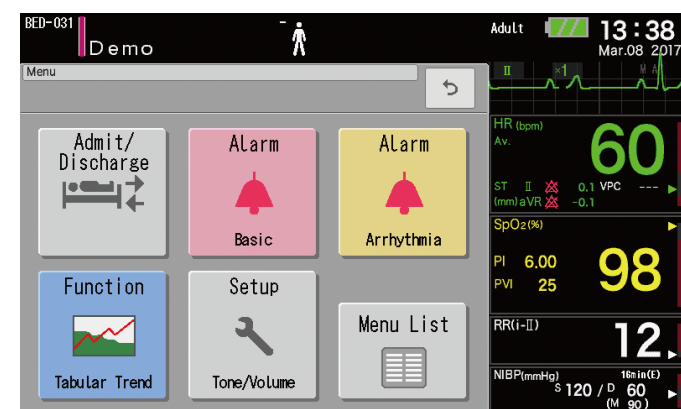 BED-031
Demo
Adult
13:38
Mar.08 2017
Menu
II ×1 M A
Admit/
Discharge
Alarm
Basic
Alarm
Arrhythmia
Function
Tabular Trend
Setup
Tone/Volume
Menu List
HR (bpm)
Av.
60
ST II 0.1 VPC ---
(mm) aVR -0.1
SpO2(%)
PI 6.00
PVI 25
98
RR(i-II)
12
NIBP(mmHg) 16min(E)
S 120 / D 60
(M 90)